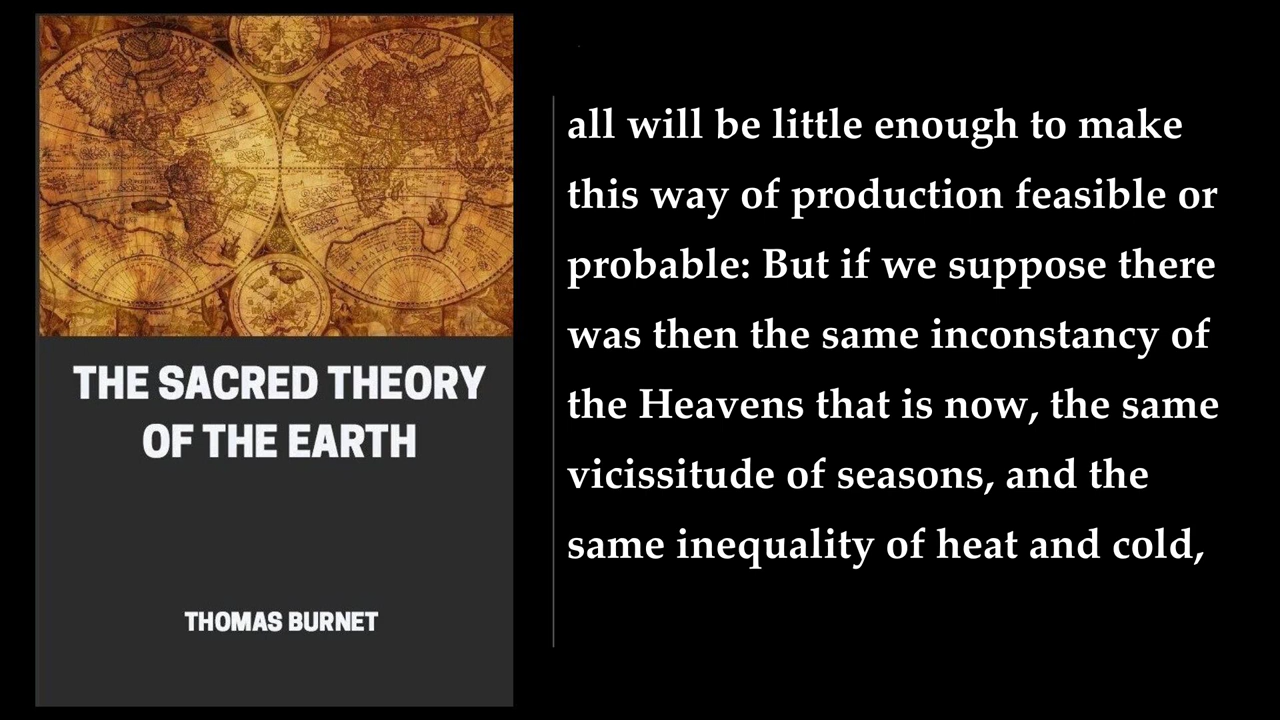 THE SACRED THEORY
OF THE EARTH
THOMAS BURNET
all will be little enough to make
this way of production feasible or
probable: But if we suppose there
was then the same inconstancy of
the Heavens that is now, the same
vicissitude of seasons, and the
same inequality of heat and cold,